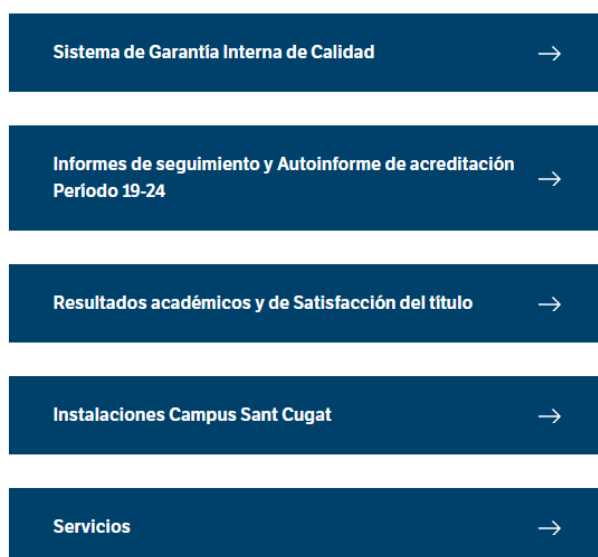 Sistema de Garantía Interna de Calidad
Informes de seguimiento y Autoinforme de acreditación
Período 19-24
Resultados académicos y de Satisfacción del título
Instalaciones Campus Sant Cugat
Servicios